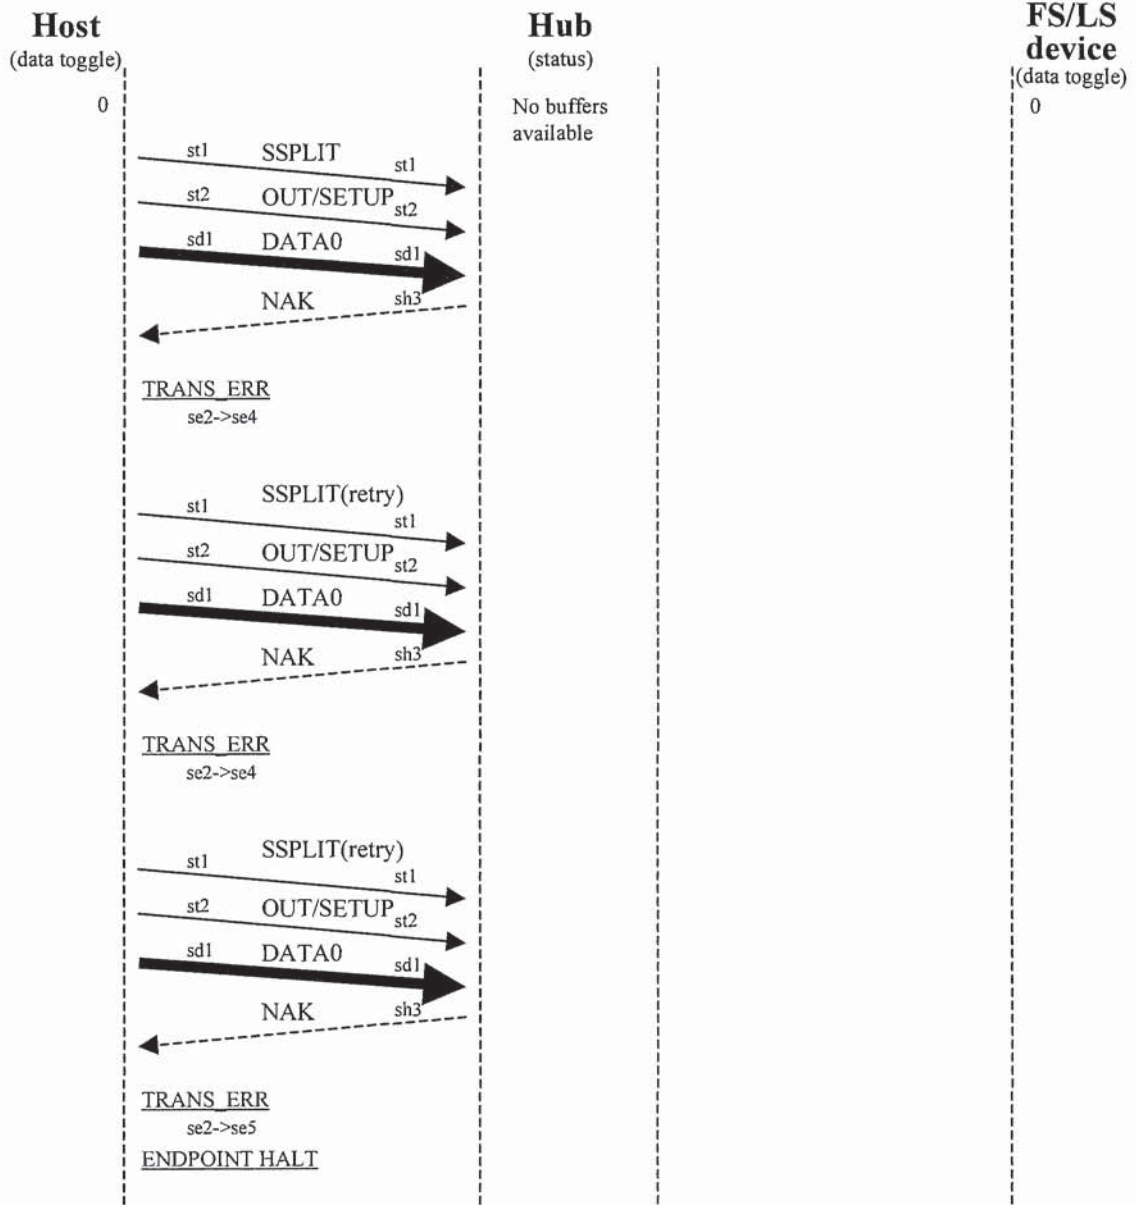 Host
(data toggle)
Hub
(status)
FS/LS
device
(data toggle)
0
No buffers
available
0
st1 SSPLIT st1
st2 OUT/SETUP st2
sd1 DATA0 sd1
NAK sh3
TRANS_ERR
se2->se4
st1 SSPLIT(retry) st1
st2 OUT/SETUP st2
sd1 DATA0 sd1
NAK sh3
TRANS_ERR
se2->se4
st1 SSPLIT(retry) st1
st2 OUT/SETUP st2
sd1 DATA0 sd1
NAK sh3
TRANS_ERR
se2->se5
ENDPOINT HALT